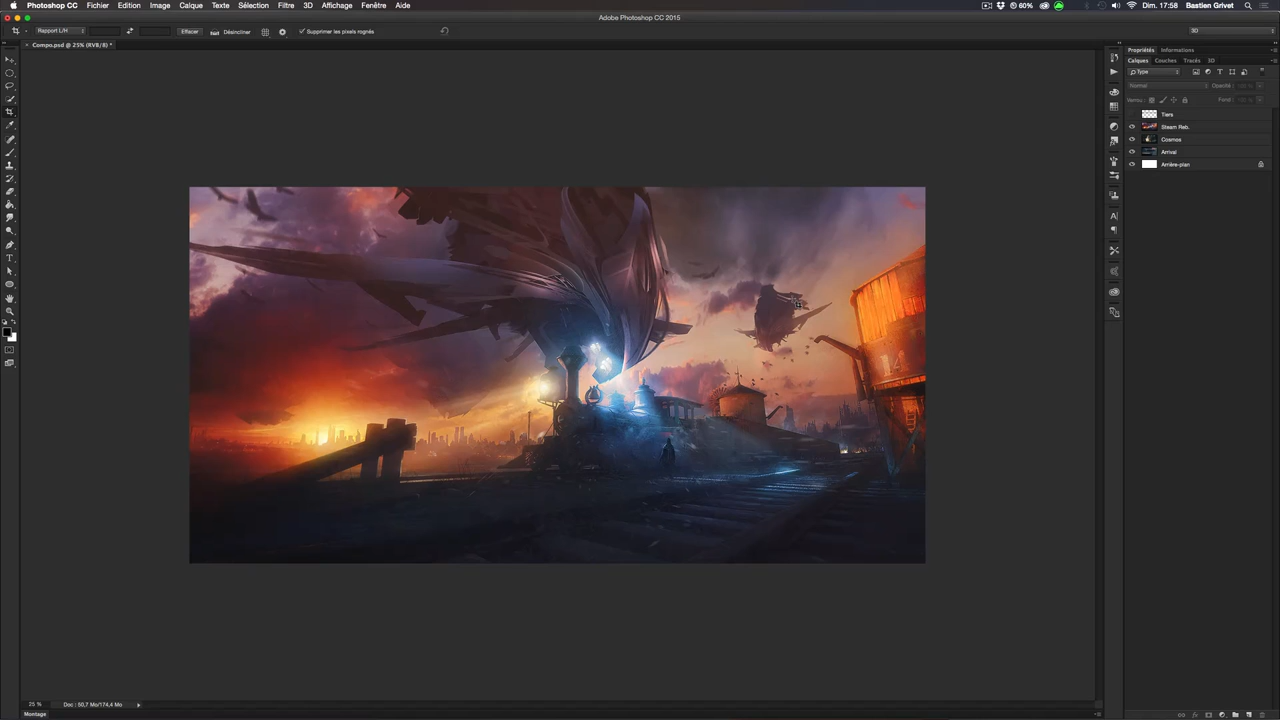 Photoshop CC Fichier Edition Image Calque Texte Sélection Filtre 3D Affichage Fenêtre Aide 60% Dim. 17:58 Bastien Grivet
Adobe Photoshop CC 2015
Rapport L/H Effacer Désincliner Supprimer les pixels rognés 3D
× Compo.psd @ 25% (RVB/8) *
Propriétés Informations
Calques Couches Tracés 3D
Type T
Normal Opacité :
Verrou : Fond :
Tiers
Steam Reb.
Cosmos
Arrival
Arrière-plan
14
25 % Doc : 50,7 Mo/174,4 Mo
Montage